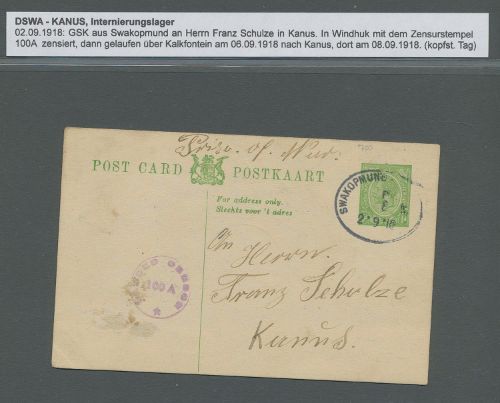 DSWA - KANUS, Internierungslager
02.09.1918: GSK aus Swakopmund an Herrn Franz Schulze in Kanus. In Windhuk mit dem Zensurstempel
100A zensiert, dann gelaufen über Kalkfontein am 06.09.1918 nach Kanus, dort am 08.09.1918. (kopfst. Tag)
of War.
POST CARD POSTKAART
For address only.
Slechts voor 't adres
SWAKOPMUND
2 9 18
An Herrn.
Franz Schulze
100 A
Kanus.